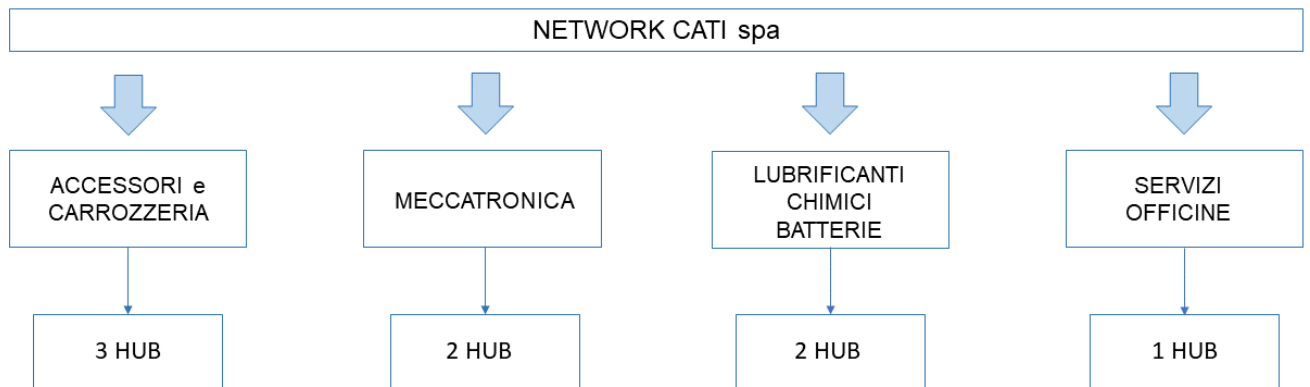 NETWORK CATI spa
ACCESSORI e
CARROZZERIA
MECCATRONICA
LUBRIFICANTI
CHIMICI
BATTERIE
SERVIZI
OFFICINE
3 HUB
2 HUB
2 HUB
1 HUB